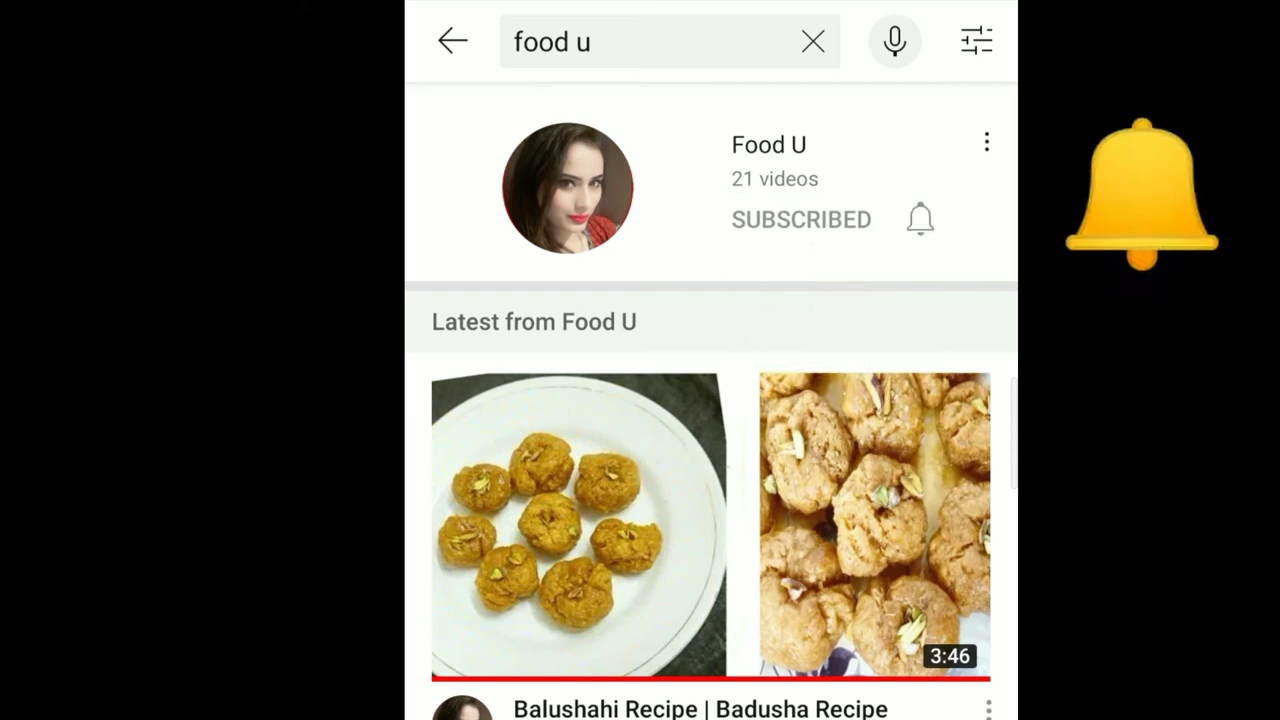 food u
Food U
21 videos
SUBSCRIBED
Latest from Food U
3:46
Balushahi Recipe | Badusha Recipe